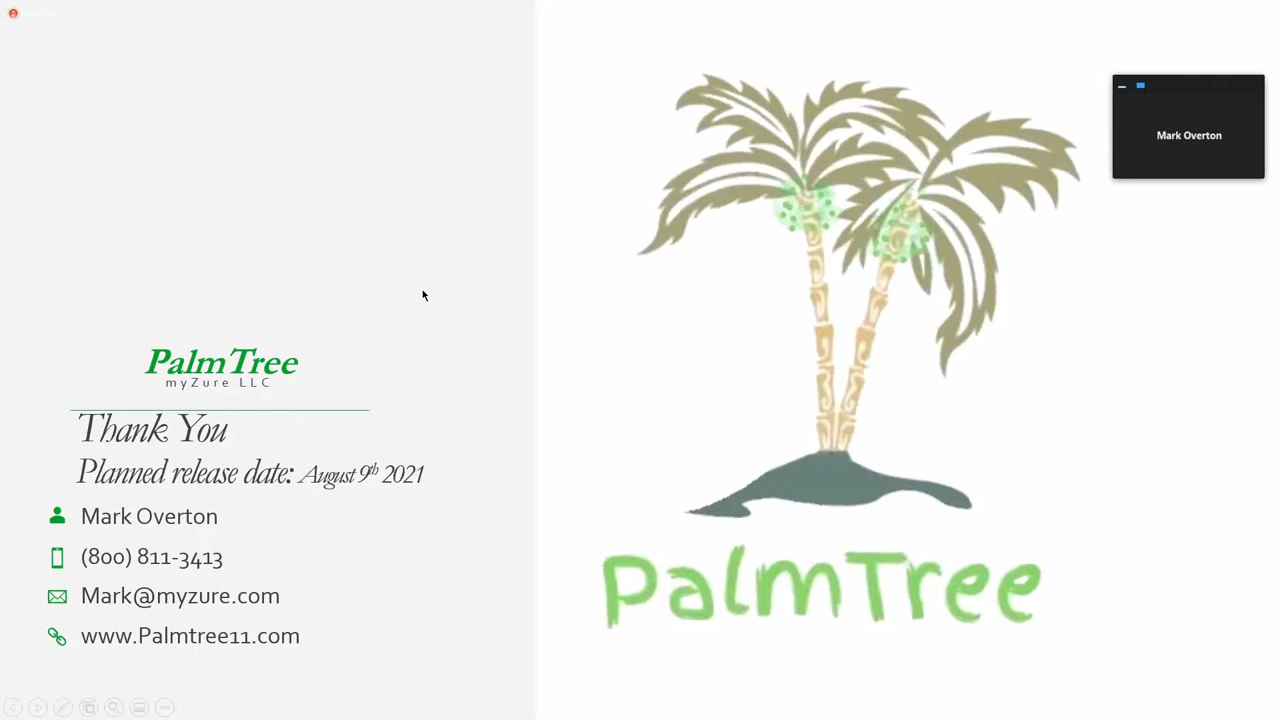 PalmTree
myZure LLC
Thank You
Planned release date: August 9th 2021
Mark Overton
(800) 811-3413
Mark@myzure.com
www.Palmtree11.com
PalmTree
Mark Overton